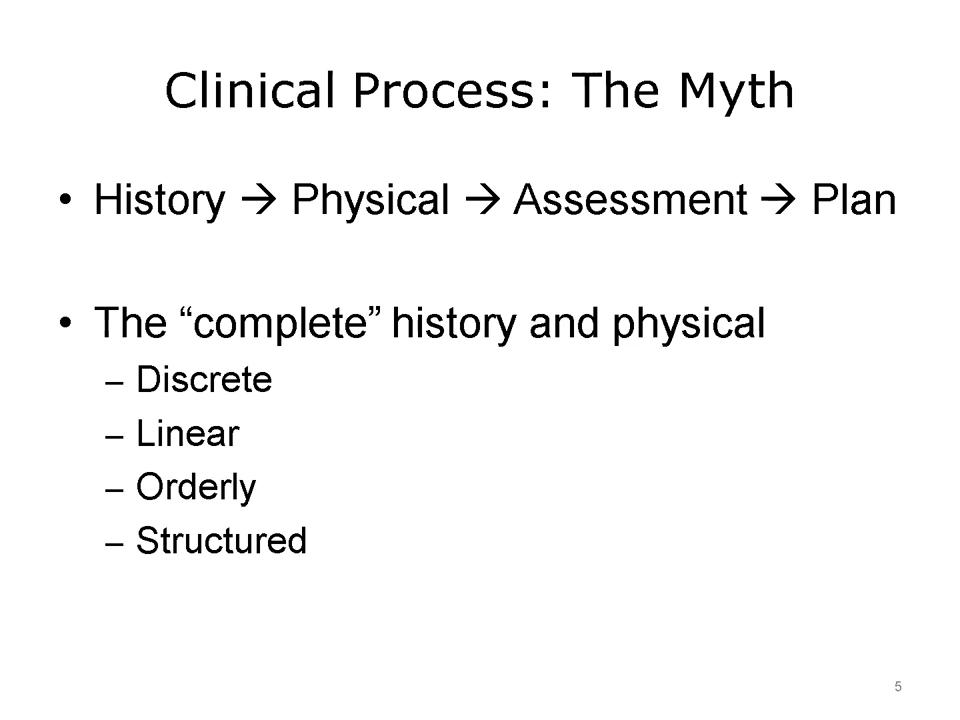 Clinical Process: The Myth
• History → Physical → Assessment → Plan
• The “complete” history and physical
– Discrete
– Linear
– Orderly
– Structured
5